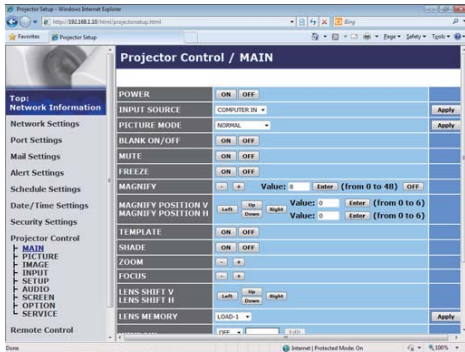 Projector Setup - Windows Internet Explorer
http://192.168.1.10/html/projectorsetup.html
Bing
Favorites
Projector Setup
Page
Safety
Tools
Projector Control / MAIN
Top:
Network Information
Network Settings
Port Settings
Mail Settings
Alert Settings
Schedule Settings
Date/Time Settings
Security Settings
Projector Control
MAIN
PICTURE
IMAGE
INPUT
SETUP
AUDIO
SCREEN
OPTION
SERVICE
Remote Control
POWER ON OFF
INPUT SOURCE COMPUTER IN Apply
PICTURE MODE NORMAL Apply
BLANK ON/OFF ON OFF
MUTE ON OFF
FREEZE ON OFF
MAGNIFY - + Value: 0 Enter (from 0 to 48) OFF
MAGNIFY POSITION V Left Up Right Value: 0 Enter (from 0 to 6)
MAGNIFY POSITION H Down Value: 0 Enter (from 0 to 6)
TEMPLATE ON OFF
SHADE ON OFF
ZOOM - +
FOCUS - +
LENS SHIFT V Left Up Right
LENS SHIFT H Down
LENS MEMORY LOAD-1 Apply
OFF Edit
Done
Internet | Protected Mode: On
100%